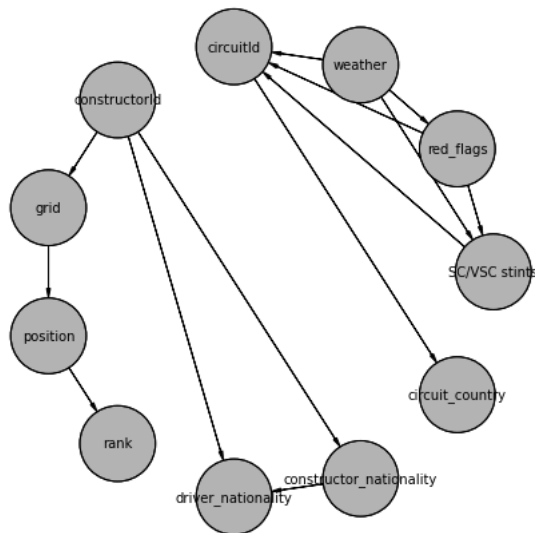 circuitId
weather
constructorId
red_flags
grid
SC/VSC stints
position
circuit_country
rank
constructor_nationality
driver_nationality